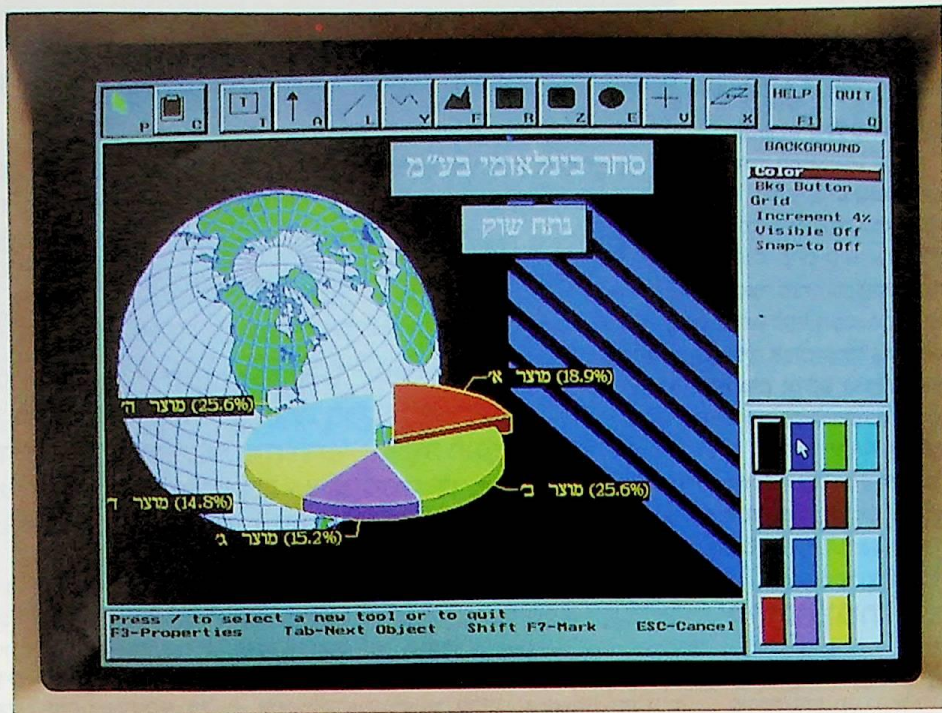 P
C
T
A
L
Y
F
R
Z
E
V
X
HELP F1
QUIT Q
BACKGROUND
Color
Bkg Button
Grid
Increment 4%
Visible Off
Snap-to Off
סחר בינלאומי בע"מ
נתח שוק
מוצר א' (18.9%)
מוצר ב' (25.6%)
מוצר ג' (15.2%)
מוצר ד' (14.8%)
מוצר ה' (25.6%)
Press / to select a new tool or to quit
F3-Properties Tab-Next Object Shift F7-Mark ESC-Cancel